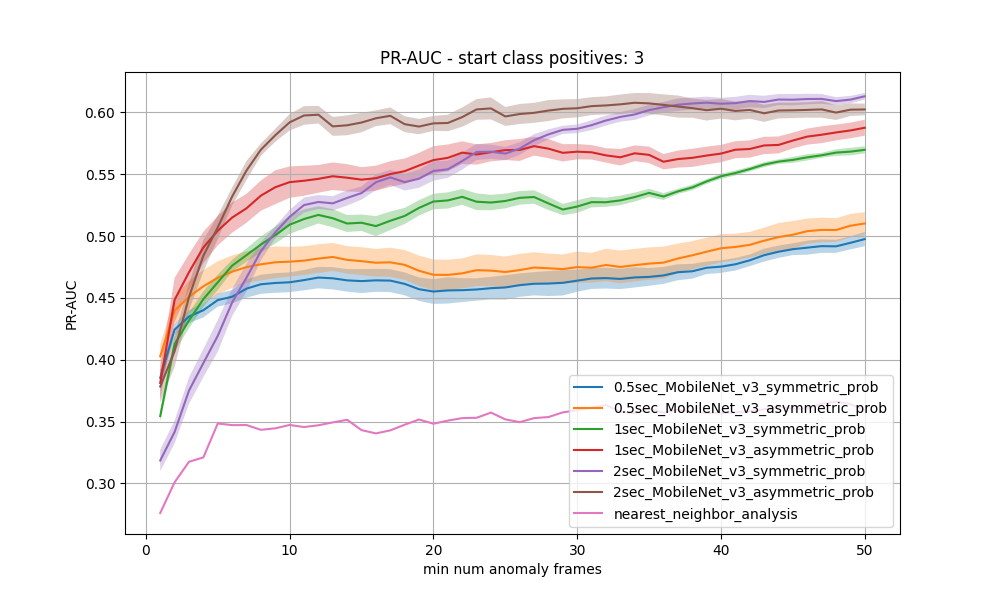 PR-AUC - start class positives: 3
PR-AUC
0.60
0.55
0.50
0.45
0.40
0.35
0.30
0.5sec_MobileNet_v3_symmetric_prob
0.5sec_MobileNet_v3_asymmetric_prob
1sec_MobileNet_v3_symmetric_prob
1sec_MobileNet_v3_asymmetric_prob
2sec_MobileNet_v3_symmetric_prob
2sec_MobileNet_v3_asymmetric_prob
nearest_neighbor_analysis
0 10 20 30 40 50
min num anomaly frames